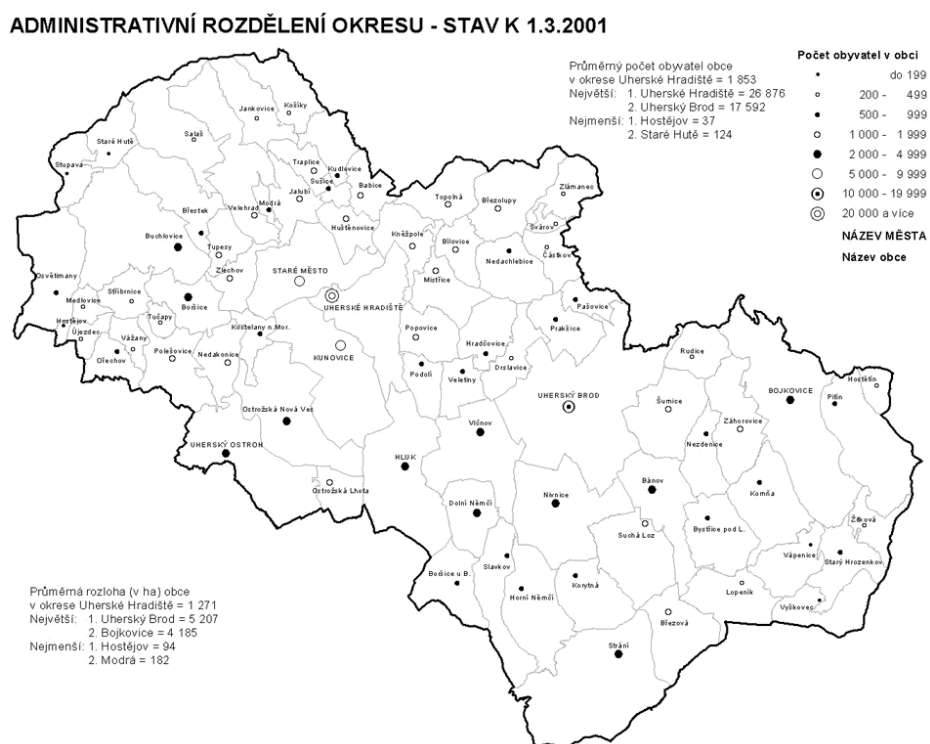 ADMINISTRATIVNÍ ROZDĚLENÍ OKRESU - STAV K 1.3.2001
Průměrný počet obyvatel obce
v okrese Uherské Hradiště = 1 853
Největší: 1. Uherské Hradiště = 26 876
2. Uherský Brod = 17 592
Nejmenší: 1. Hostějov = 37
2. Staré Hutě = 124
Počet obyvatel v obci
do 199
200 - 499
500 - 999
1 000 - 1 999
2 000 - 4 999
5 000 - 9 999
10 000 - 19 999
20 000 a více
NÁZEV MĚSTA
Název obce
Košíky
Jankovice
Salaš
Staré Hutě
Stupava
Traplice
Kudlovice
Sušice
Babice
Jalubí
Modrá
Velehrad
Huštěnovice
Břestek
Buchlovice
Tupesy
Zlechov
Zlámanec
Topolná
Březolupy
Svárov
Částkov
Kněžpole
Bílovice
Nedachlebice
Mistřice
STARÉ MĚSTO
UHERSKÉ HRADIŠTĚ
Osvětimany
Stříbrnice
Medlovice
Boršice
Hostějov
Tučapy
Újezdec
Vážany
Ořechov
Polešovice
Nedakonice
Kostelany n.Mor.
KUNOVICE
Popovice
Podolí
Hradčovice
Veletiny
Drslavice
Pašovice
Prakšice
Rudice
UHERSKÝ BROD
Šumice
BOJKOVICE
Hostětín
Pitín
Záhorovice
Nezdenice
Ostrožská Nová Ves
UHERSKÝ OSTROH
Vlčnov
HLUK
Ostrožská Lhota
Dolní Němčí
Nivnice
Bánov
Komňa
Suchá Loz
Bystřice pod L.
Žítková
Vápenice
Starý Hrozenkov
Slavkov
Boršice u B.
Horní Němčí
Korytná
Lopeník
Vyškovec
Březová
Strání
Průměrná rozloha (v ha) obce
v okrese Uherské Hradiště = 1 271
Největší: 1. Uherský Brod = 5 207
2. Bojkovice = 4 185
Nejmenší: 1. Hostějov = 94
2. Modrá = 182